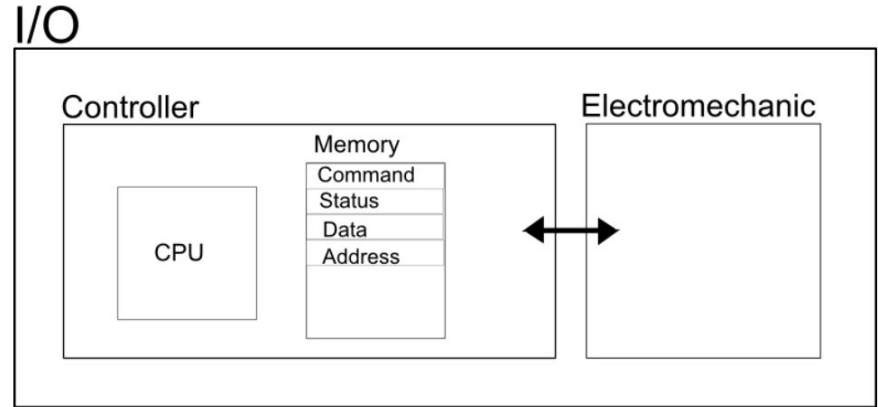 I/O
Controller
Electromechanic
Memory
Command
Status
Data
Address
CPU